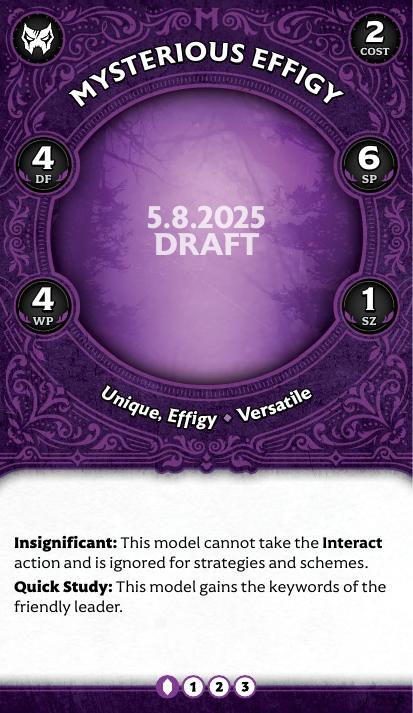 2
COST
MYSTERIOUS EFFIGY
4
DF
6
SP
5.8.2025
DRAFT
4
WP
1
SZ
Unique, Effigy • Versatile
Insignificant: This model cannot take the Interact
action and is ignored for strategies and schemes.
Quick Study: This model gains the keywords of the
friendly leader.
1 2 3